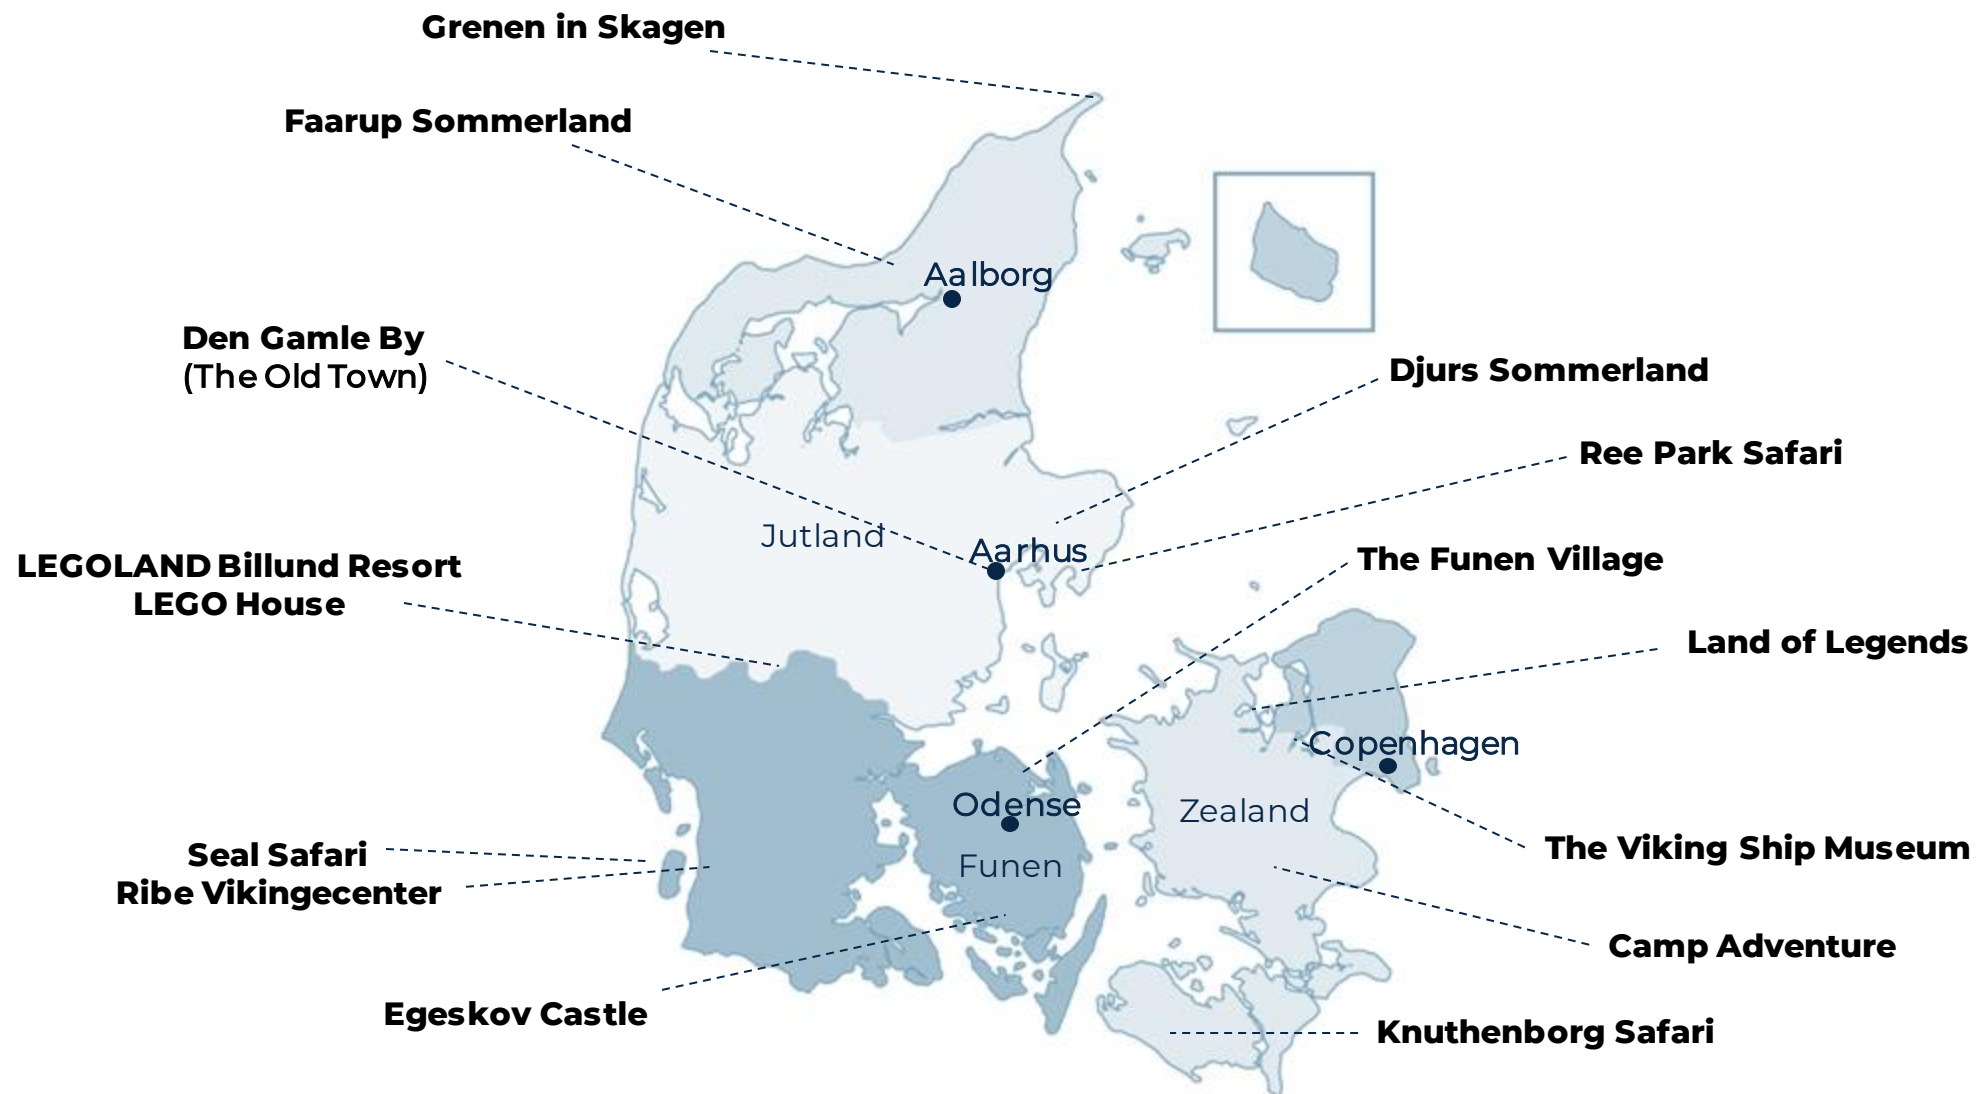 Grenen in Skagen
Faarup Sommerland
Aalborg
Den Gamle By
(The Old Town)
Djurs Sommerland
Ree Park Safari
Jutland
Aarhus
The Funen Village
LEGOLAND Billund Resort
LEGO House
Land of Legends
Copenhagen
Odense
Zealand
Funen
The Viking Ship Museum
Seal Safari
Ribe Vikingecenter
Camp Adventure
Egeskov Castle
Knuthenborg Safari